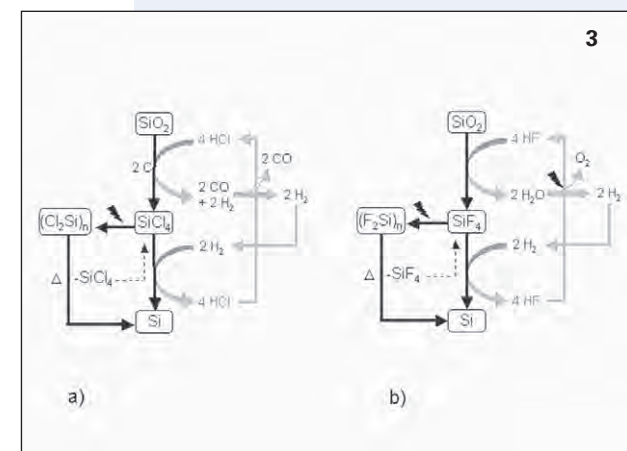 3
SiO₂
4 HCl
2 C
2 CO
2 CO
+ 2 H₂
2 H₂
(Cl₂Si)n
SiCl₄
2 H₂
Δ
-SiCl₄
4 HCl
Si
a)
SiO₂
4 HF
O₂
2 H₂O
2 H₂
(F₂Si)n
SiF₄
2 H₂
Δ
-SiF₄
4 HF
Si
b)